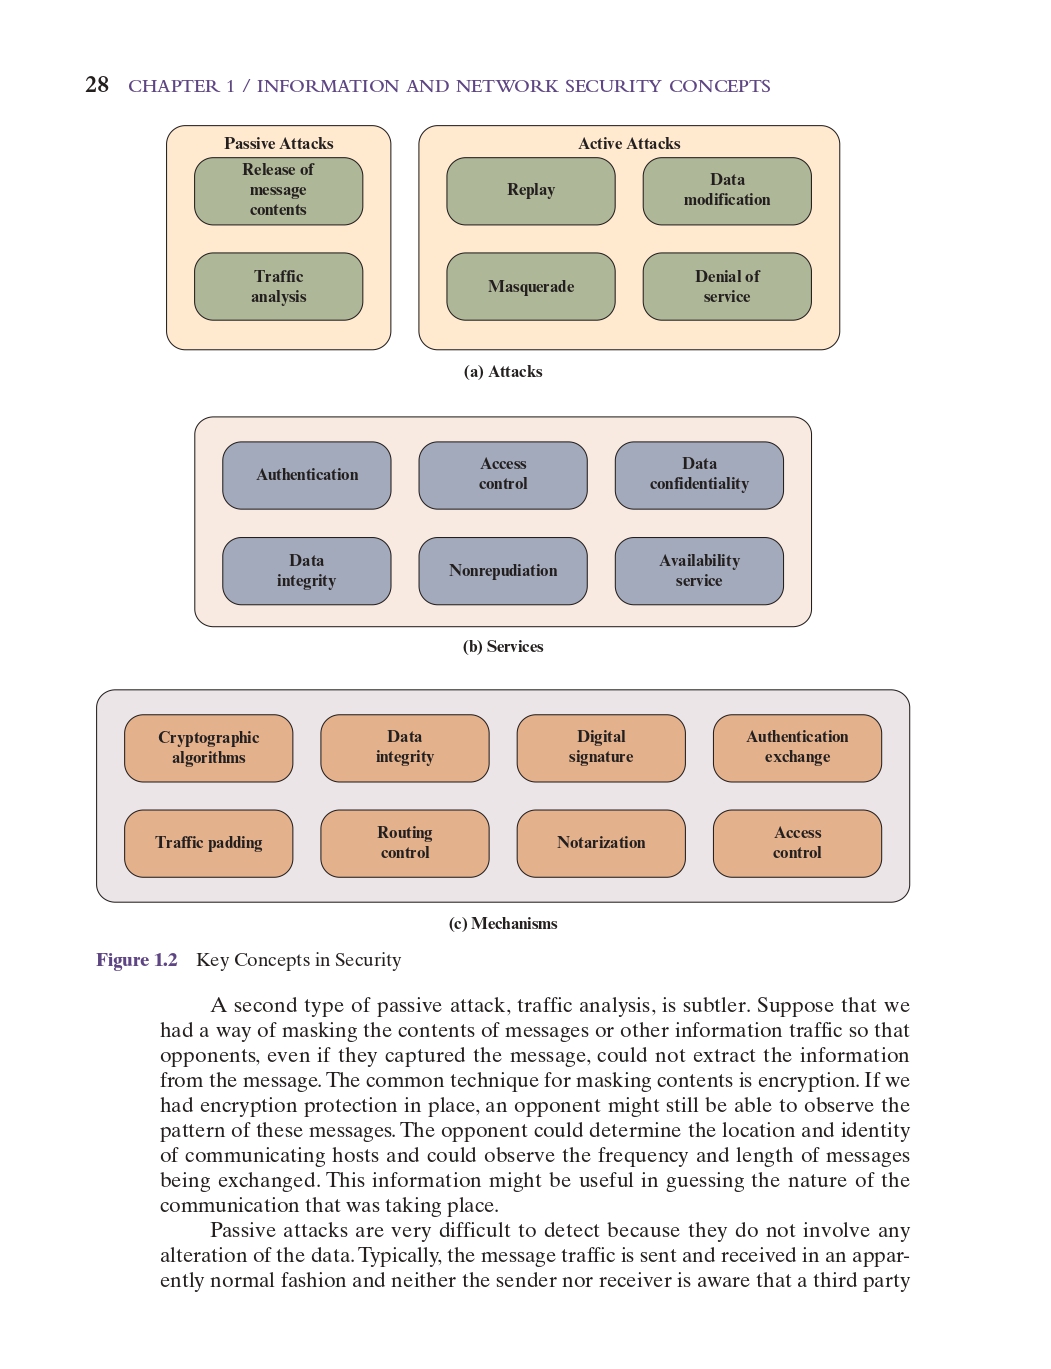 28 CHAPTER 1 / INFORMATION AND NETWORK SECURITY CONCEPTS
Passive Attacks
Release of
message
contents
Traffic
analysis
Active Attacks
Replay
Data
modification
Masquerade
Denial of
service
(a) Attacks
Authentication
Access
control
Data
confidentiality
Data
integrity
Nonrepudiation
Availability
service
(b) Services
Cryptographic
algorithms
Data
integrity
Digital
signature
Authentication
exchange
Traffic padding
Routing
control
Notarization
Access
control
(c) Mechanisms
Figure 1.2 Key Concepts in Security
A second type of passive attack, traffic analysis, is subtler. Suppose that we
had a way of masking the contents of messages or other information traffic so that
opponents, even if they captured the message, could not extract the information
from the message. The common technique for masking contents is encryption. If we
had encryption protection in place, an opponent might still be able to observe the
pattern of these messages. The opponent could determine the location and identity
of communicating hosts and could observe the frequency and length of messages
being exchanged. This information might be useful in guessing the nature of the
communication that was taking place.
Passive attacks are very difficult to detect because they do not involve any
alteration of the data. Typically, the message traffic is sent and received in an appar-
ently normal fashion and neither the sender nor receiver is aware that a third party